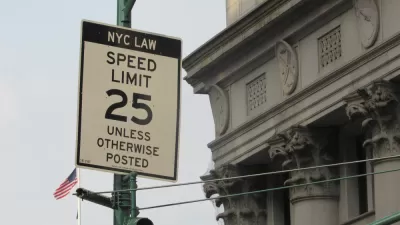 NYC LAW
SPEED
LIMIT
25
UNLESS
OTHERWISE
POSTED